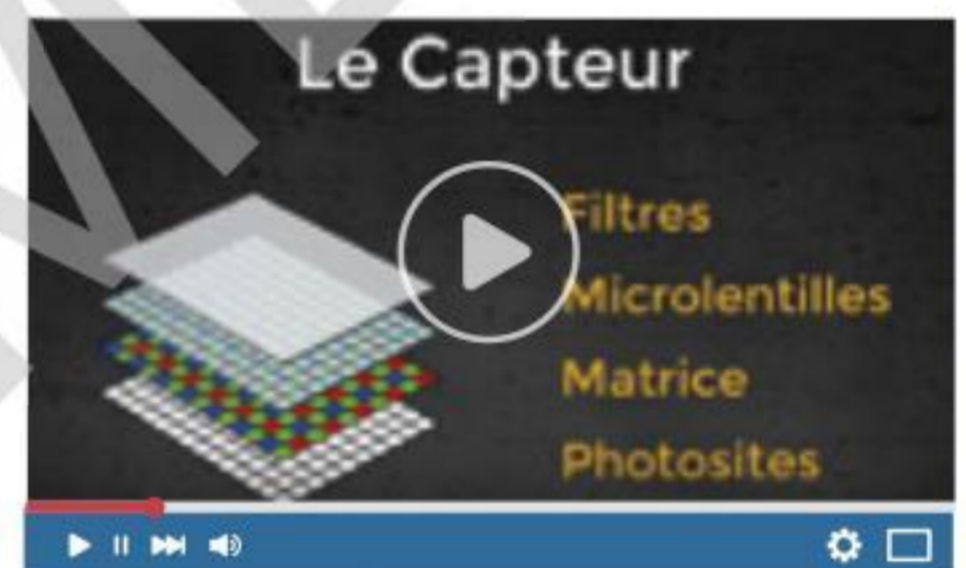 Le Capteur
Filtres
Microlentilles
Matrice
Photosites